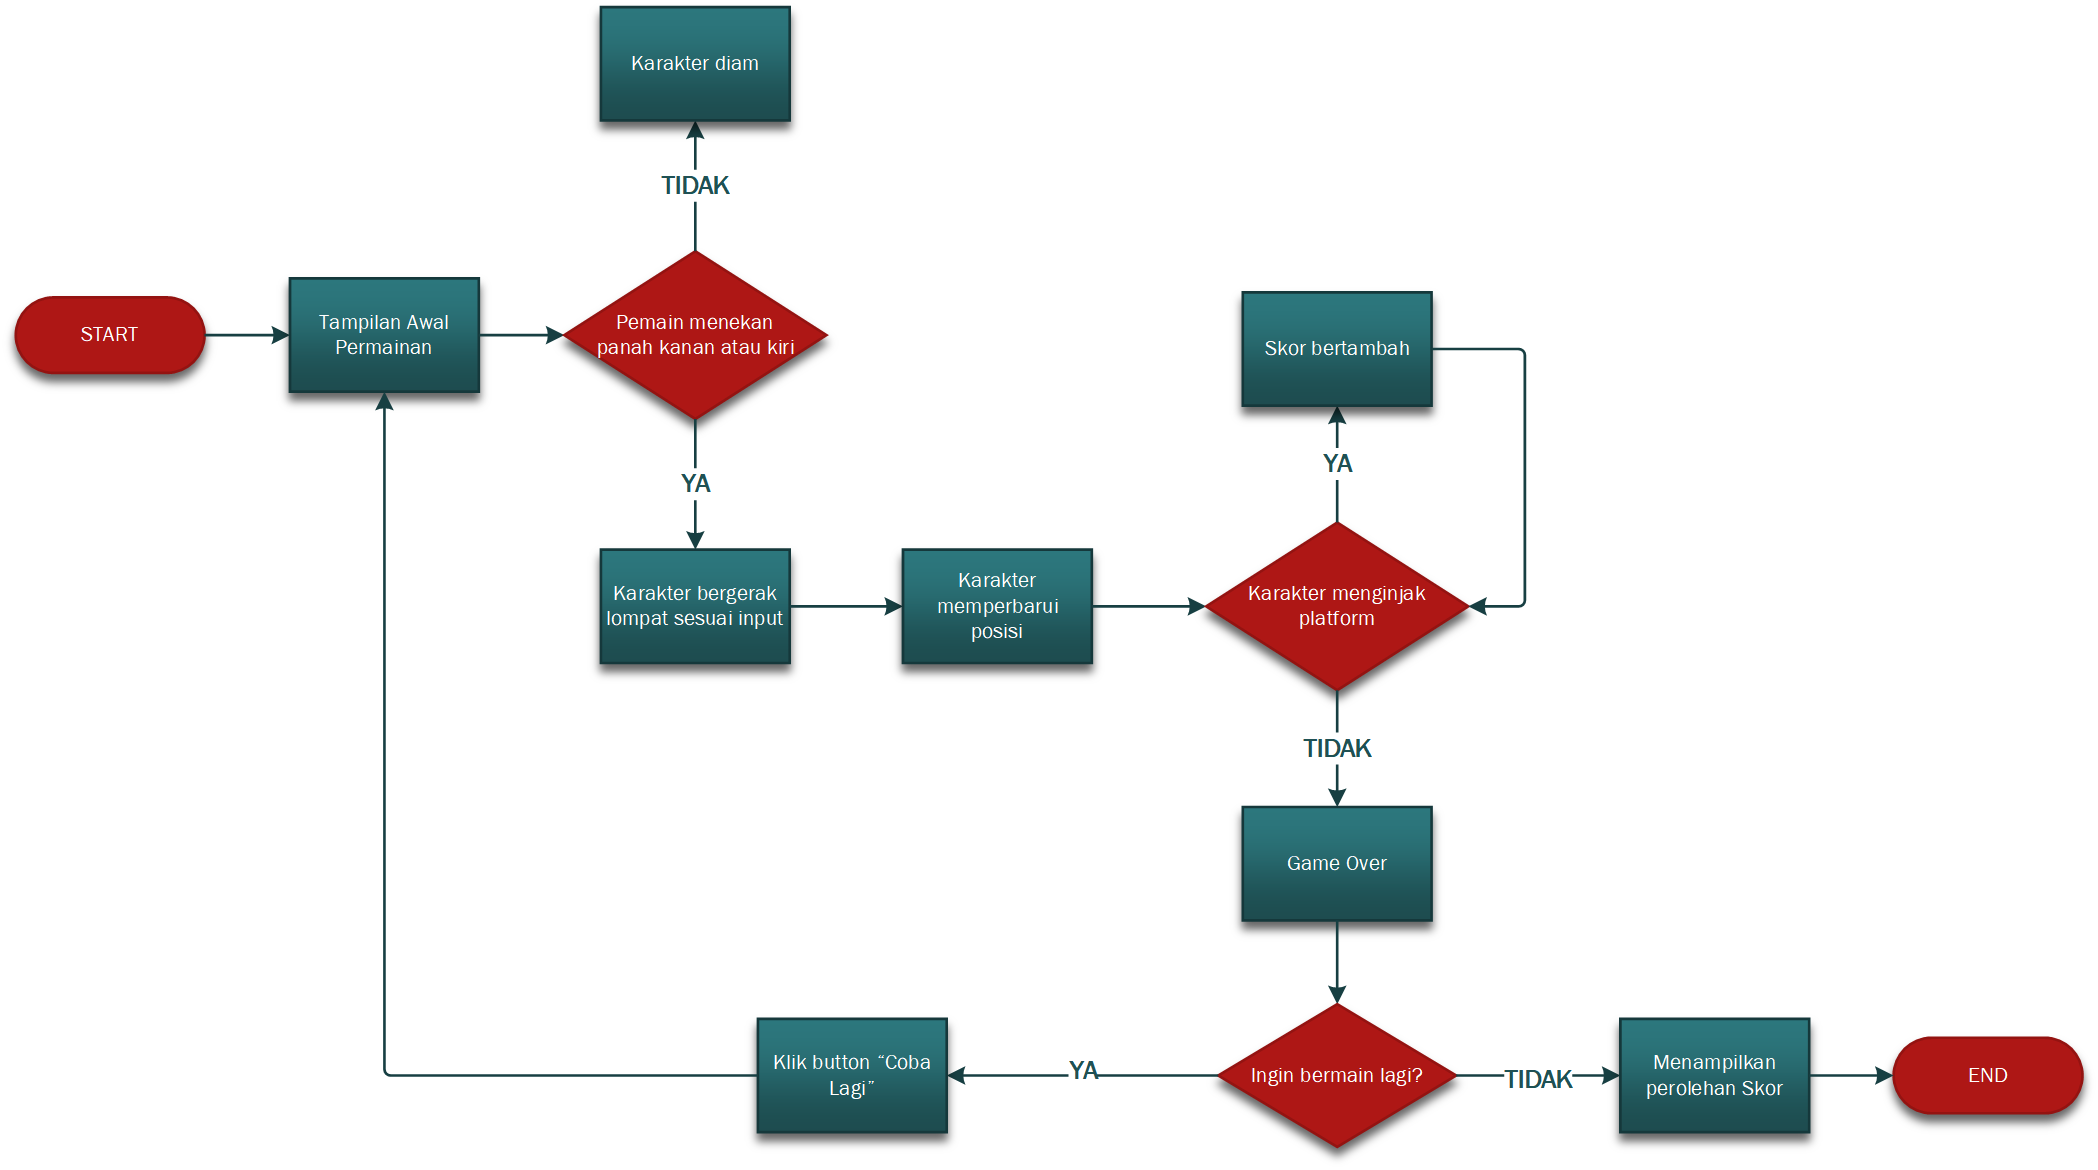 Karakter diam
TIDAK
START
Tampilan Awal
Permainan
Pemain menekan
panah kanan atau kiri
Skor bertambah
YA
YA
Karakter bergerak
lompat sesuai input
Karakter
memperbarui
posisi
Karakter menginjak
platform
TIDAK
Game Over
Klik button “Coba
Lagi”
YA
Ingin bermain lagi?
TIDAK
Menampilkan
perolehan Skor
END